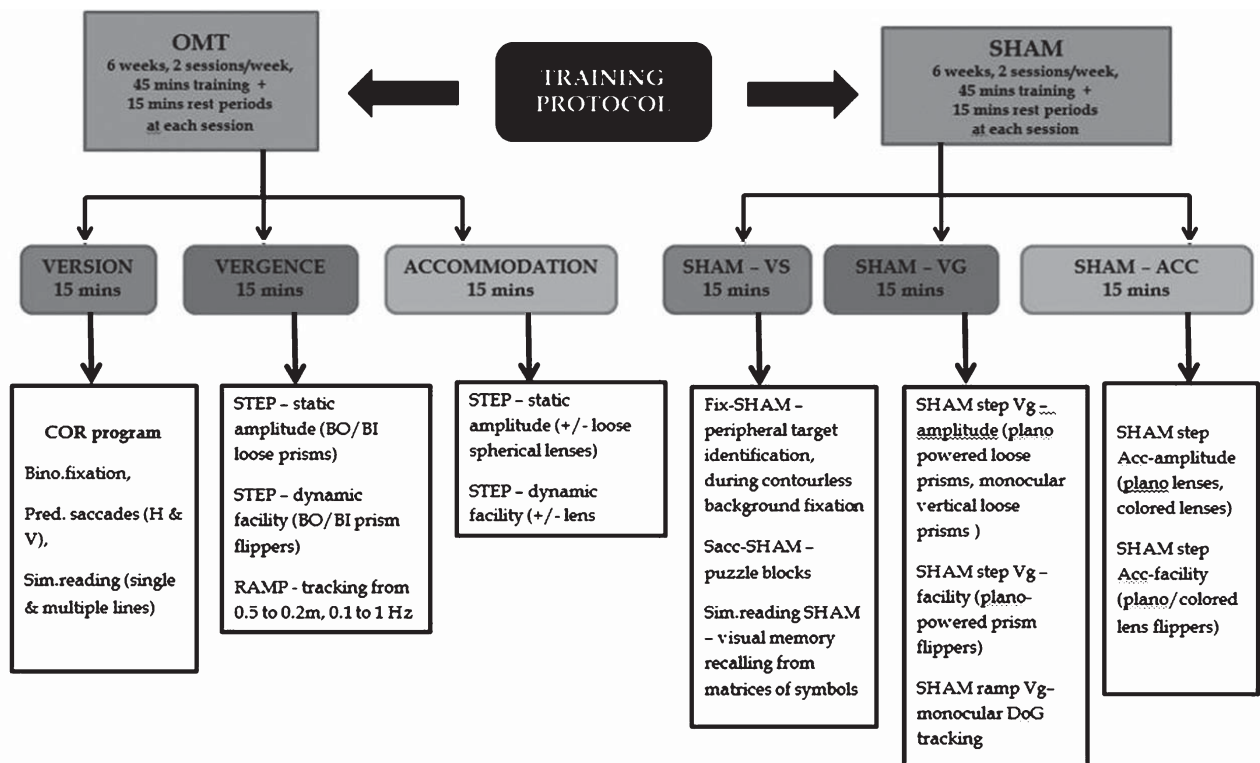 TRAINING
PROTOCOL
OMT
6 weeks, 2 sessions/week,
45 mins training +
15 mins rest periods
at each session
SHAM
6 weeks, 2 sessions/week,
45 mins training +
15 mins rest periods
at each session
VERSION
15 mins
VERGENCE
15 mins
ACCOMMODATION
15 mins
SHAM – VS
15 mins
SHAM – VG
15 mins
SHAM – ACC
15 mins
COR program
Bino.fixation,
Pred. saccades (H &
V),
Sim.reading (single
& multiple lines)
STEP – static
amplitude (BO/BI
loose prisms)
STEP – dynamic
facility (BO/BI prism
flippers)
RAMP - tracking from
0.5 to 0.2m, 0.1 to 1 Hz
STEP – static
amplitude (+/- loose
spherical lenses)
STEP – dynamic
facility (+/- lens
Fix-SHAM –
peripheral target
identification,
during contourless
background fixation
Sacc-SHAM –
puzzle blocks
Sim.reading SHAM
– visual memory
recalling from
matrices of symbols
SHAM step Vg –
amplitude (plano
powered loose
prisms, monocular
vertical loose
prisms )
SHAM step Vg –
facility (plano-
powered prism
flippers)
SHAM ramp Vg–
monocular DoG
tracking
SHAM step
Acc-amplitude
(plano lenses,
colored lenses)
SHAM step
Acc-facility
(plano/colored
lens flippers)